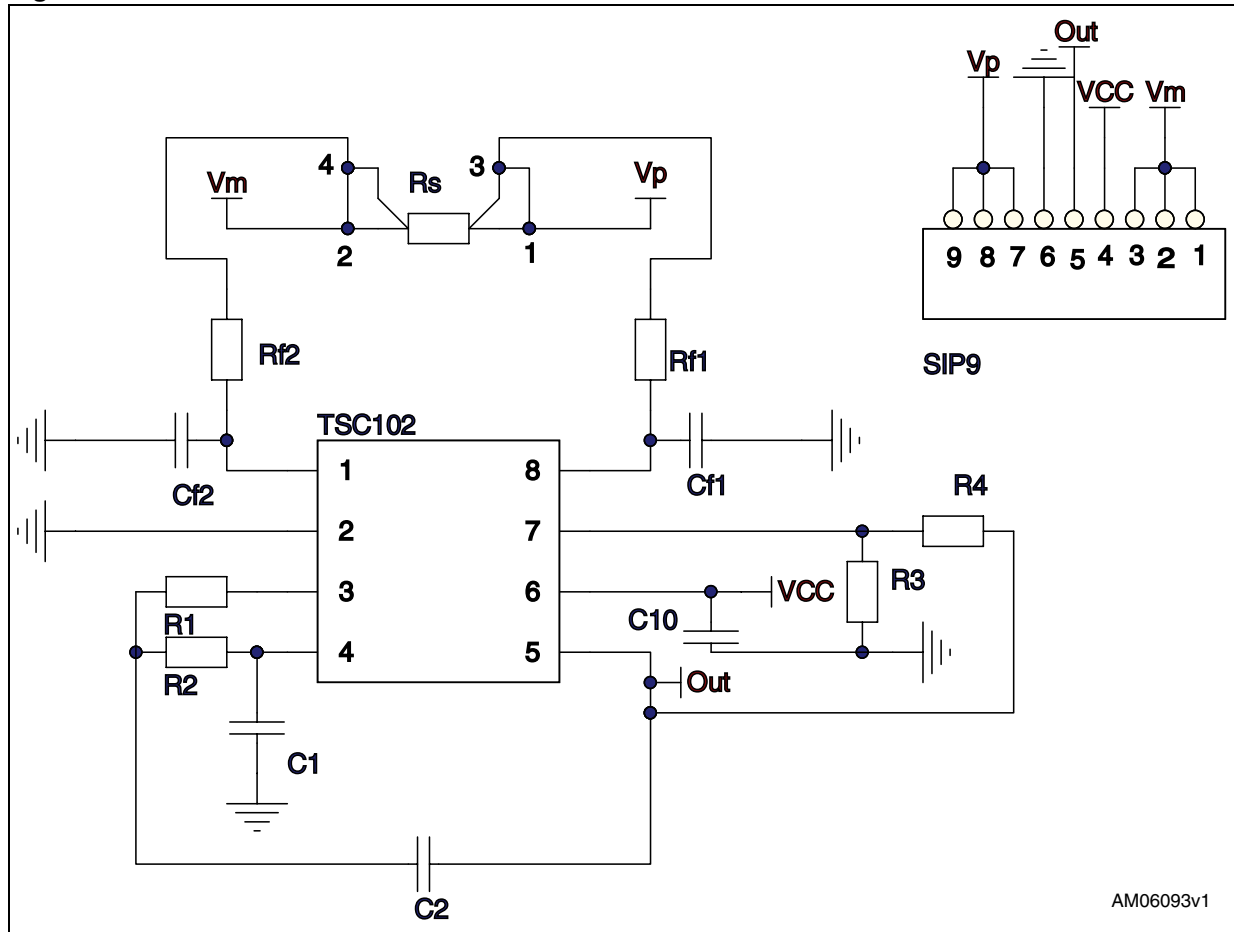 Out
Vp
VCC Vm
4
3
Vm
Rs
Vp
2
1
9 8 7 6 5 4 3 2 1
Rf2
Rf1
SIP9
TSC102
1
8
Cf2
Cf1
R4
2
7
3
6
VCC
R3
R1
C10
4
5
R2
Out
C1
C2
AM06093v1